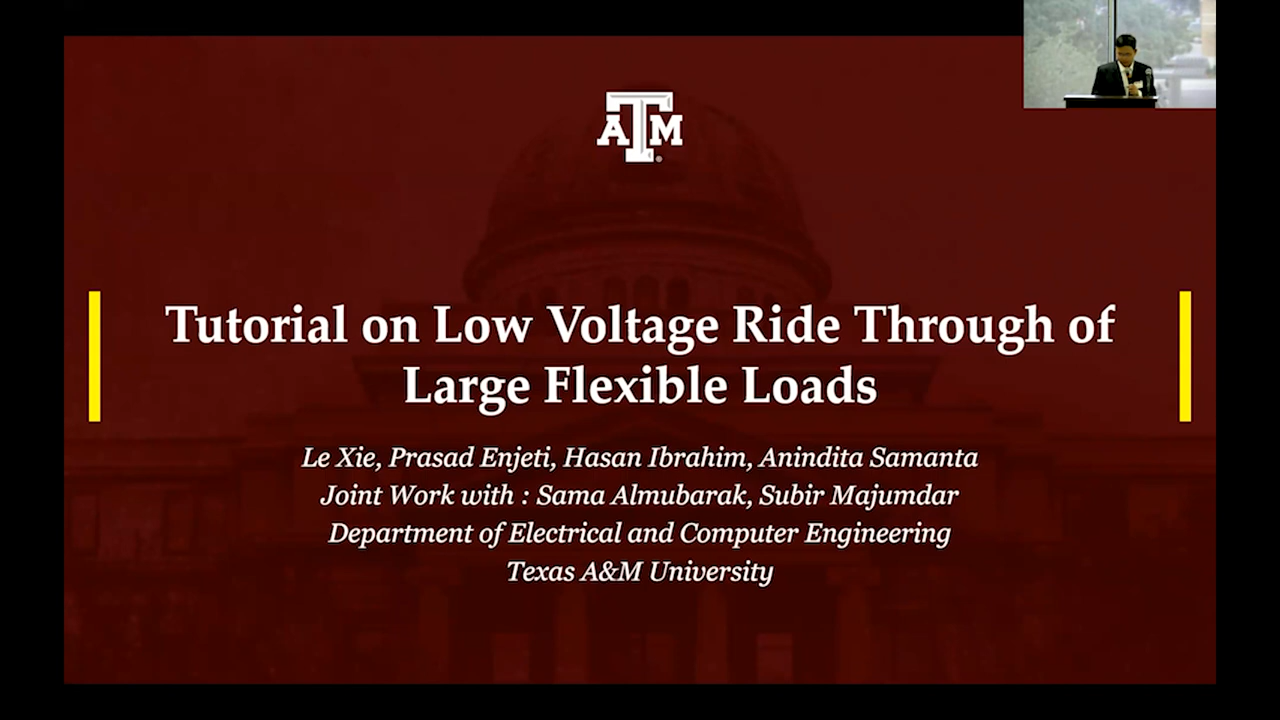 ATM
Tutorial on Low Voltage Ride Through of
Large Flexible Loads
Le Xie, Prasad Enjeti, Hasan Ibrahim, Anindita Samanta
Joint Work with : Sama Almubarak, Subir Majumdar
Department of Electrical and Computer Engineering
Texas A&M University